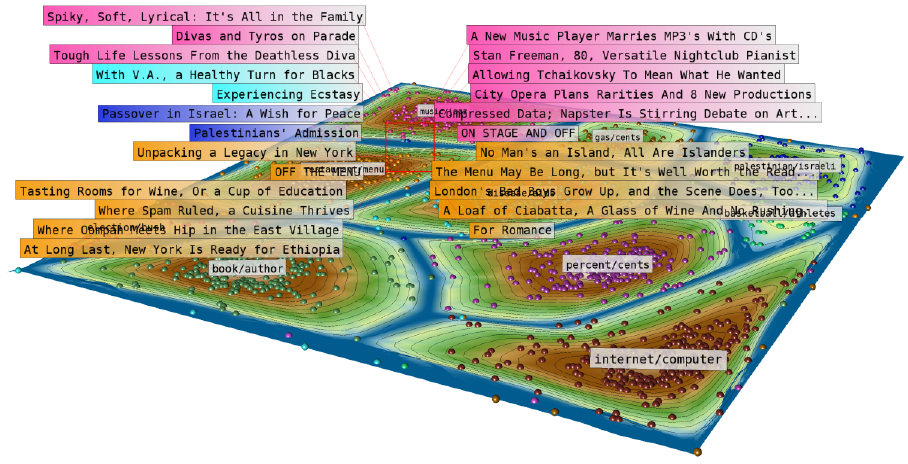 Spiky, Soft, Lyrical: It's All in the Family
Divas and Tyros on Parade
Tough Life Lessons From the Deathless Diva
With V.A., a Healthy Turn for Blacks
Experiencing Ecstasy
Passover in Israel: A Wish for Peace
Palestinians' Admission
Unpacking a Legacy in New York
OFF THE MENU
Tasting Rooms for Wine, Or a Cup of Education
Where Spam Ruled, a Cuisine Thrives
Where Compan Meets Hip in the East Village
At Long Last, New York Is Ready for Ethiopia
A New Music Player Marries MP3's With CD's
Stan Freeman, 80, Versatile Nightclub Pianist
Allowing Tchaikovsky To Mean What He Wanted
City Opera Plans Rarities And 8 New Productions
Compressed Data; Napster Is Stirring Debate on Art...
ON STAGE AND OFF
No Man's an Island, All Are Islanders
The Menu May Be Long, but It's Well Worth the Read...
London's Bad Boys Grow Up, and the Scene Does, Too...
A Loaf of Ciabatta, A Glass of Wine And No Rushing
For Romance
gas/cents
palestinian/israeli
book/author
percent/cents
internet/computer